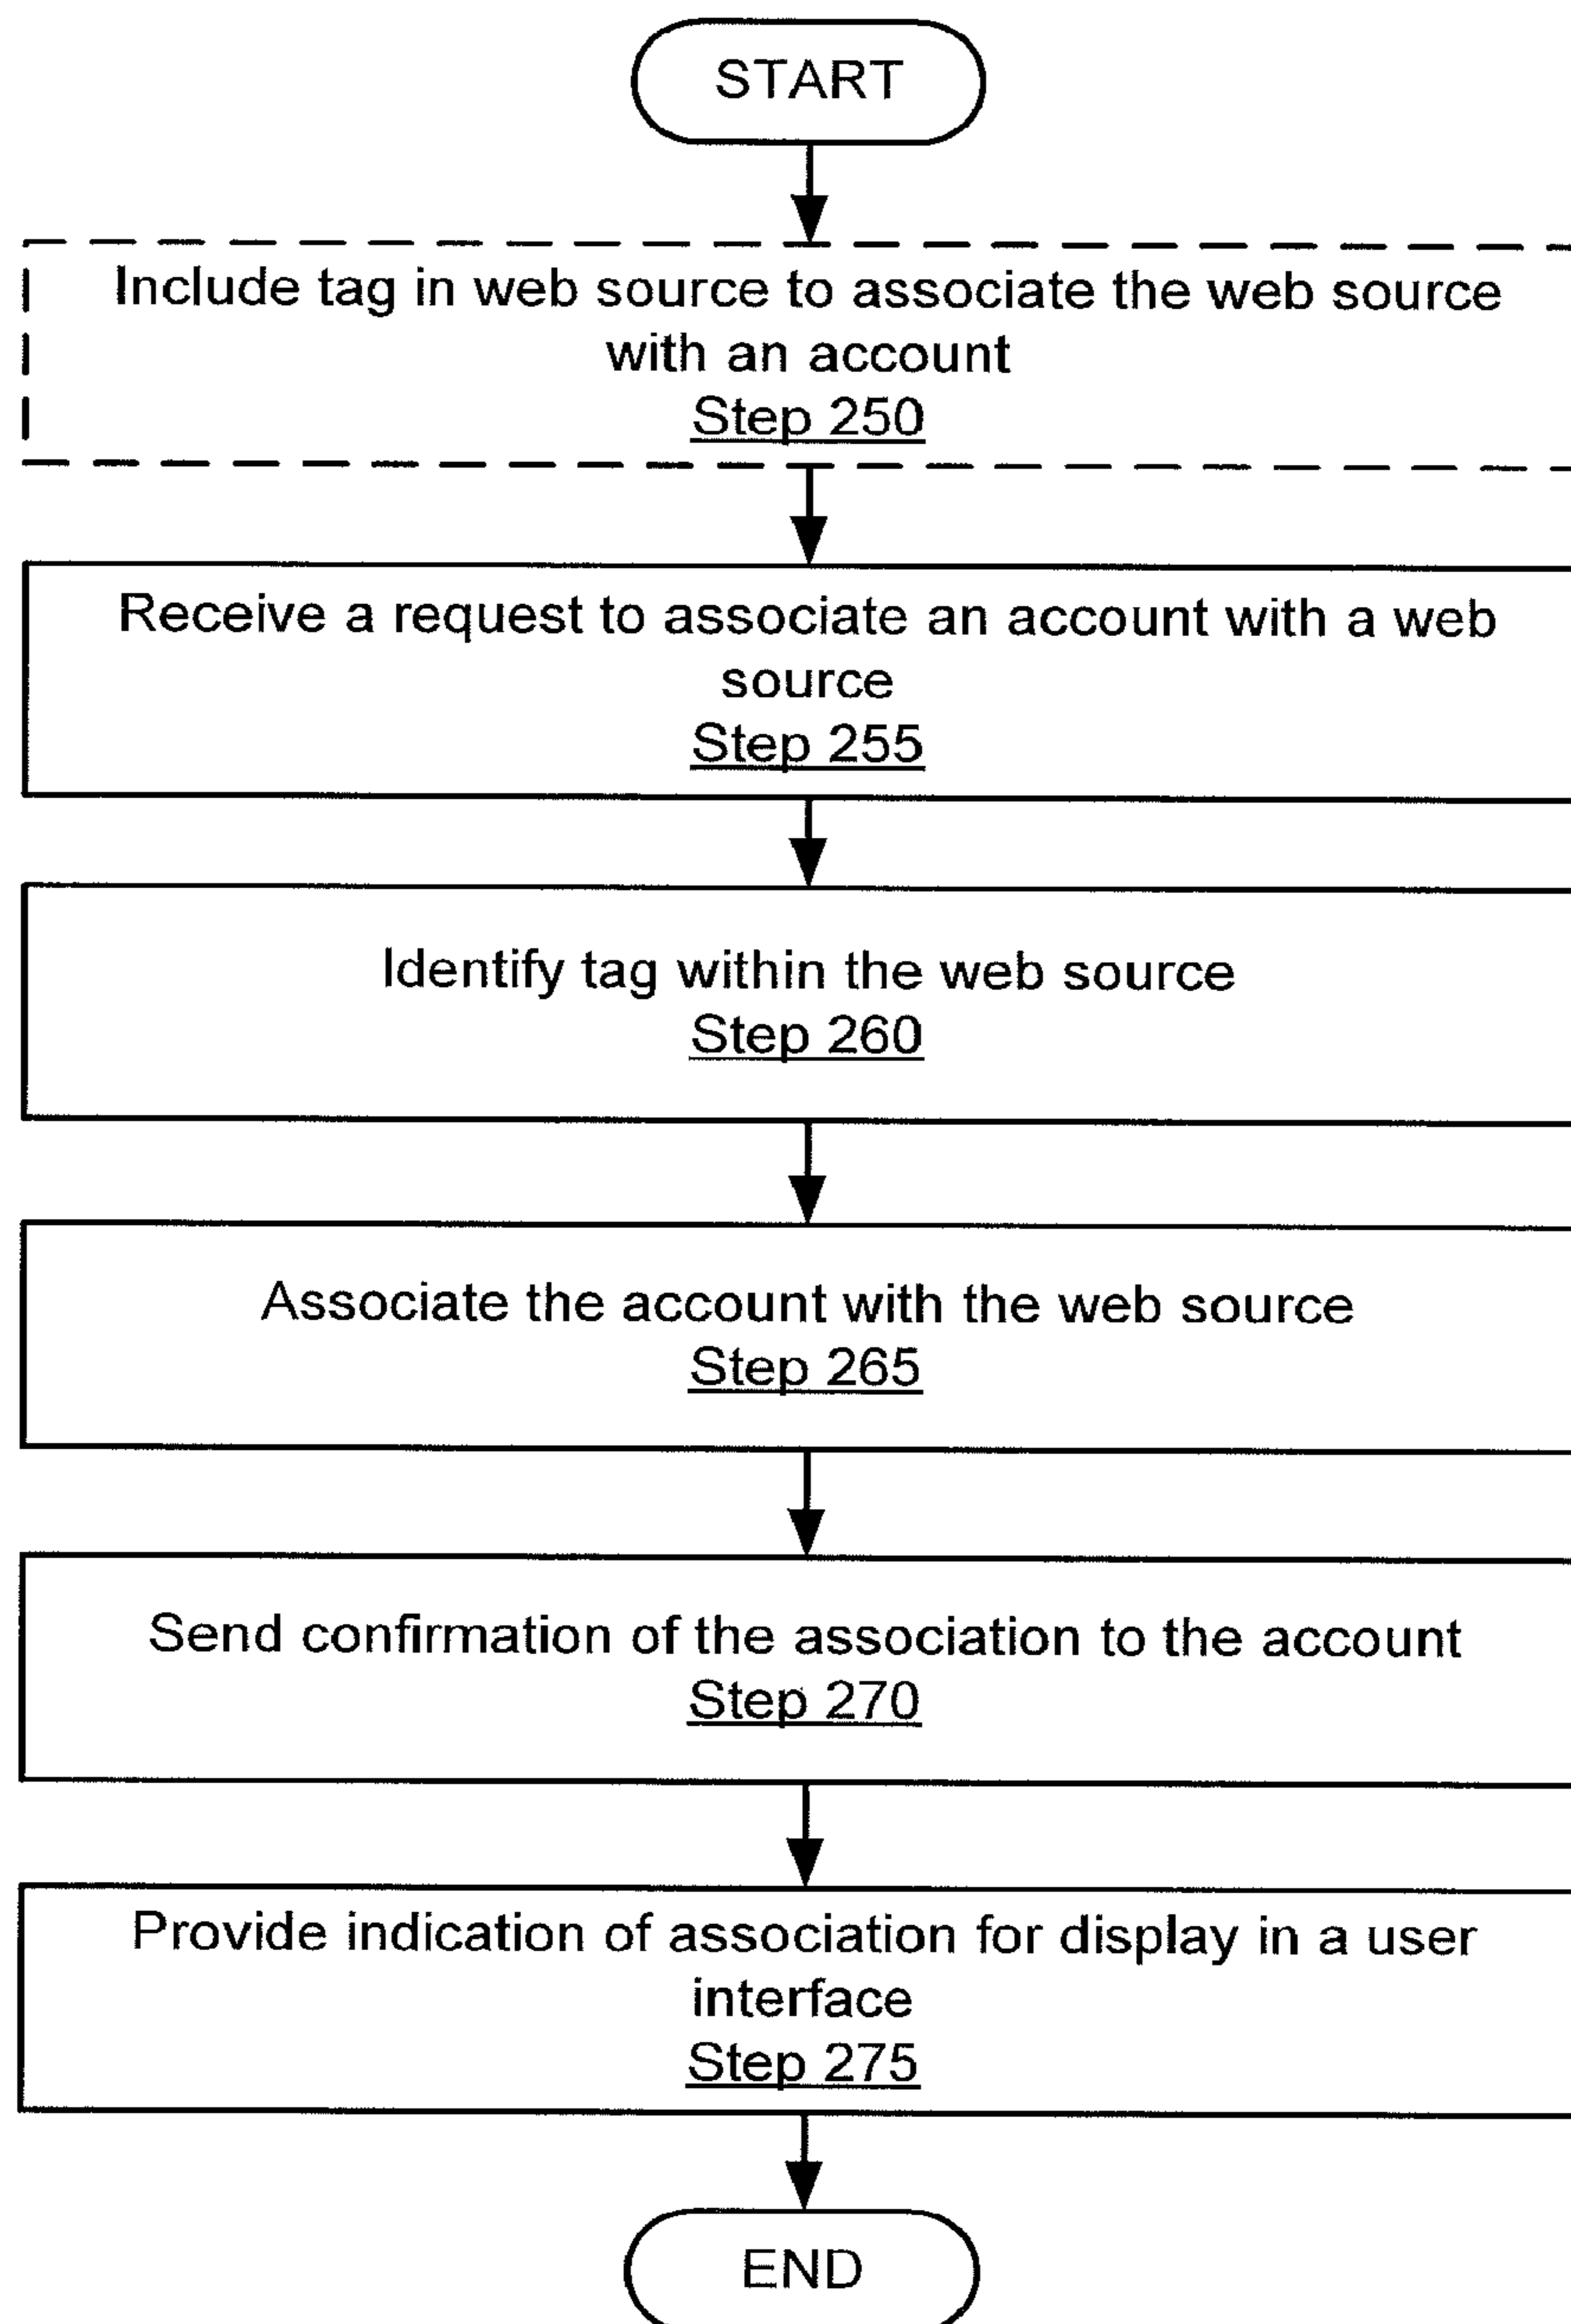 START
Include tag in web source to associate the web source
with an account
Step 250
Receive a request to associate an account with a web
source
Step 255
Identify tag within the web source
Step 260
Associate the account with the web source
Step 265
Send confirmation of the association to the account
Step 270
Provide indication of association for display in a user
interface
Step 275
END